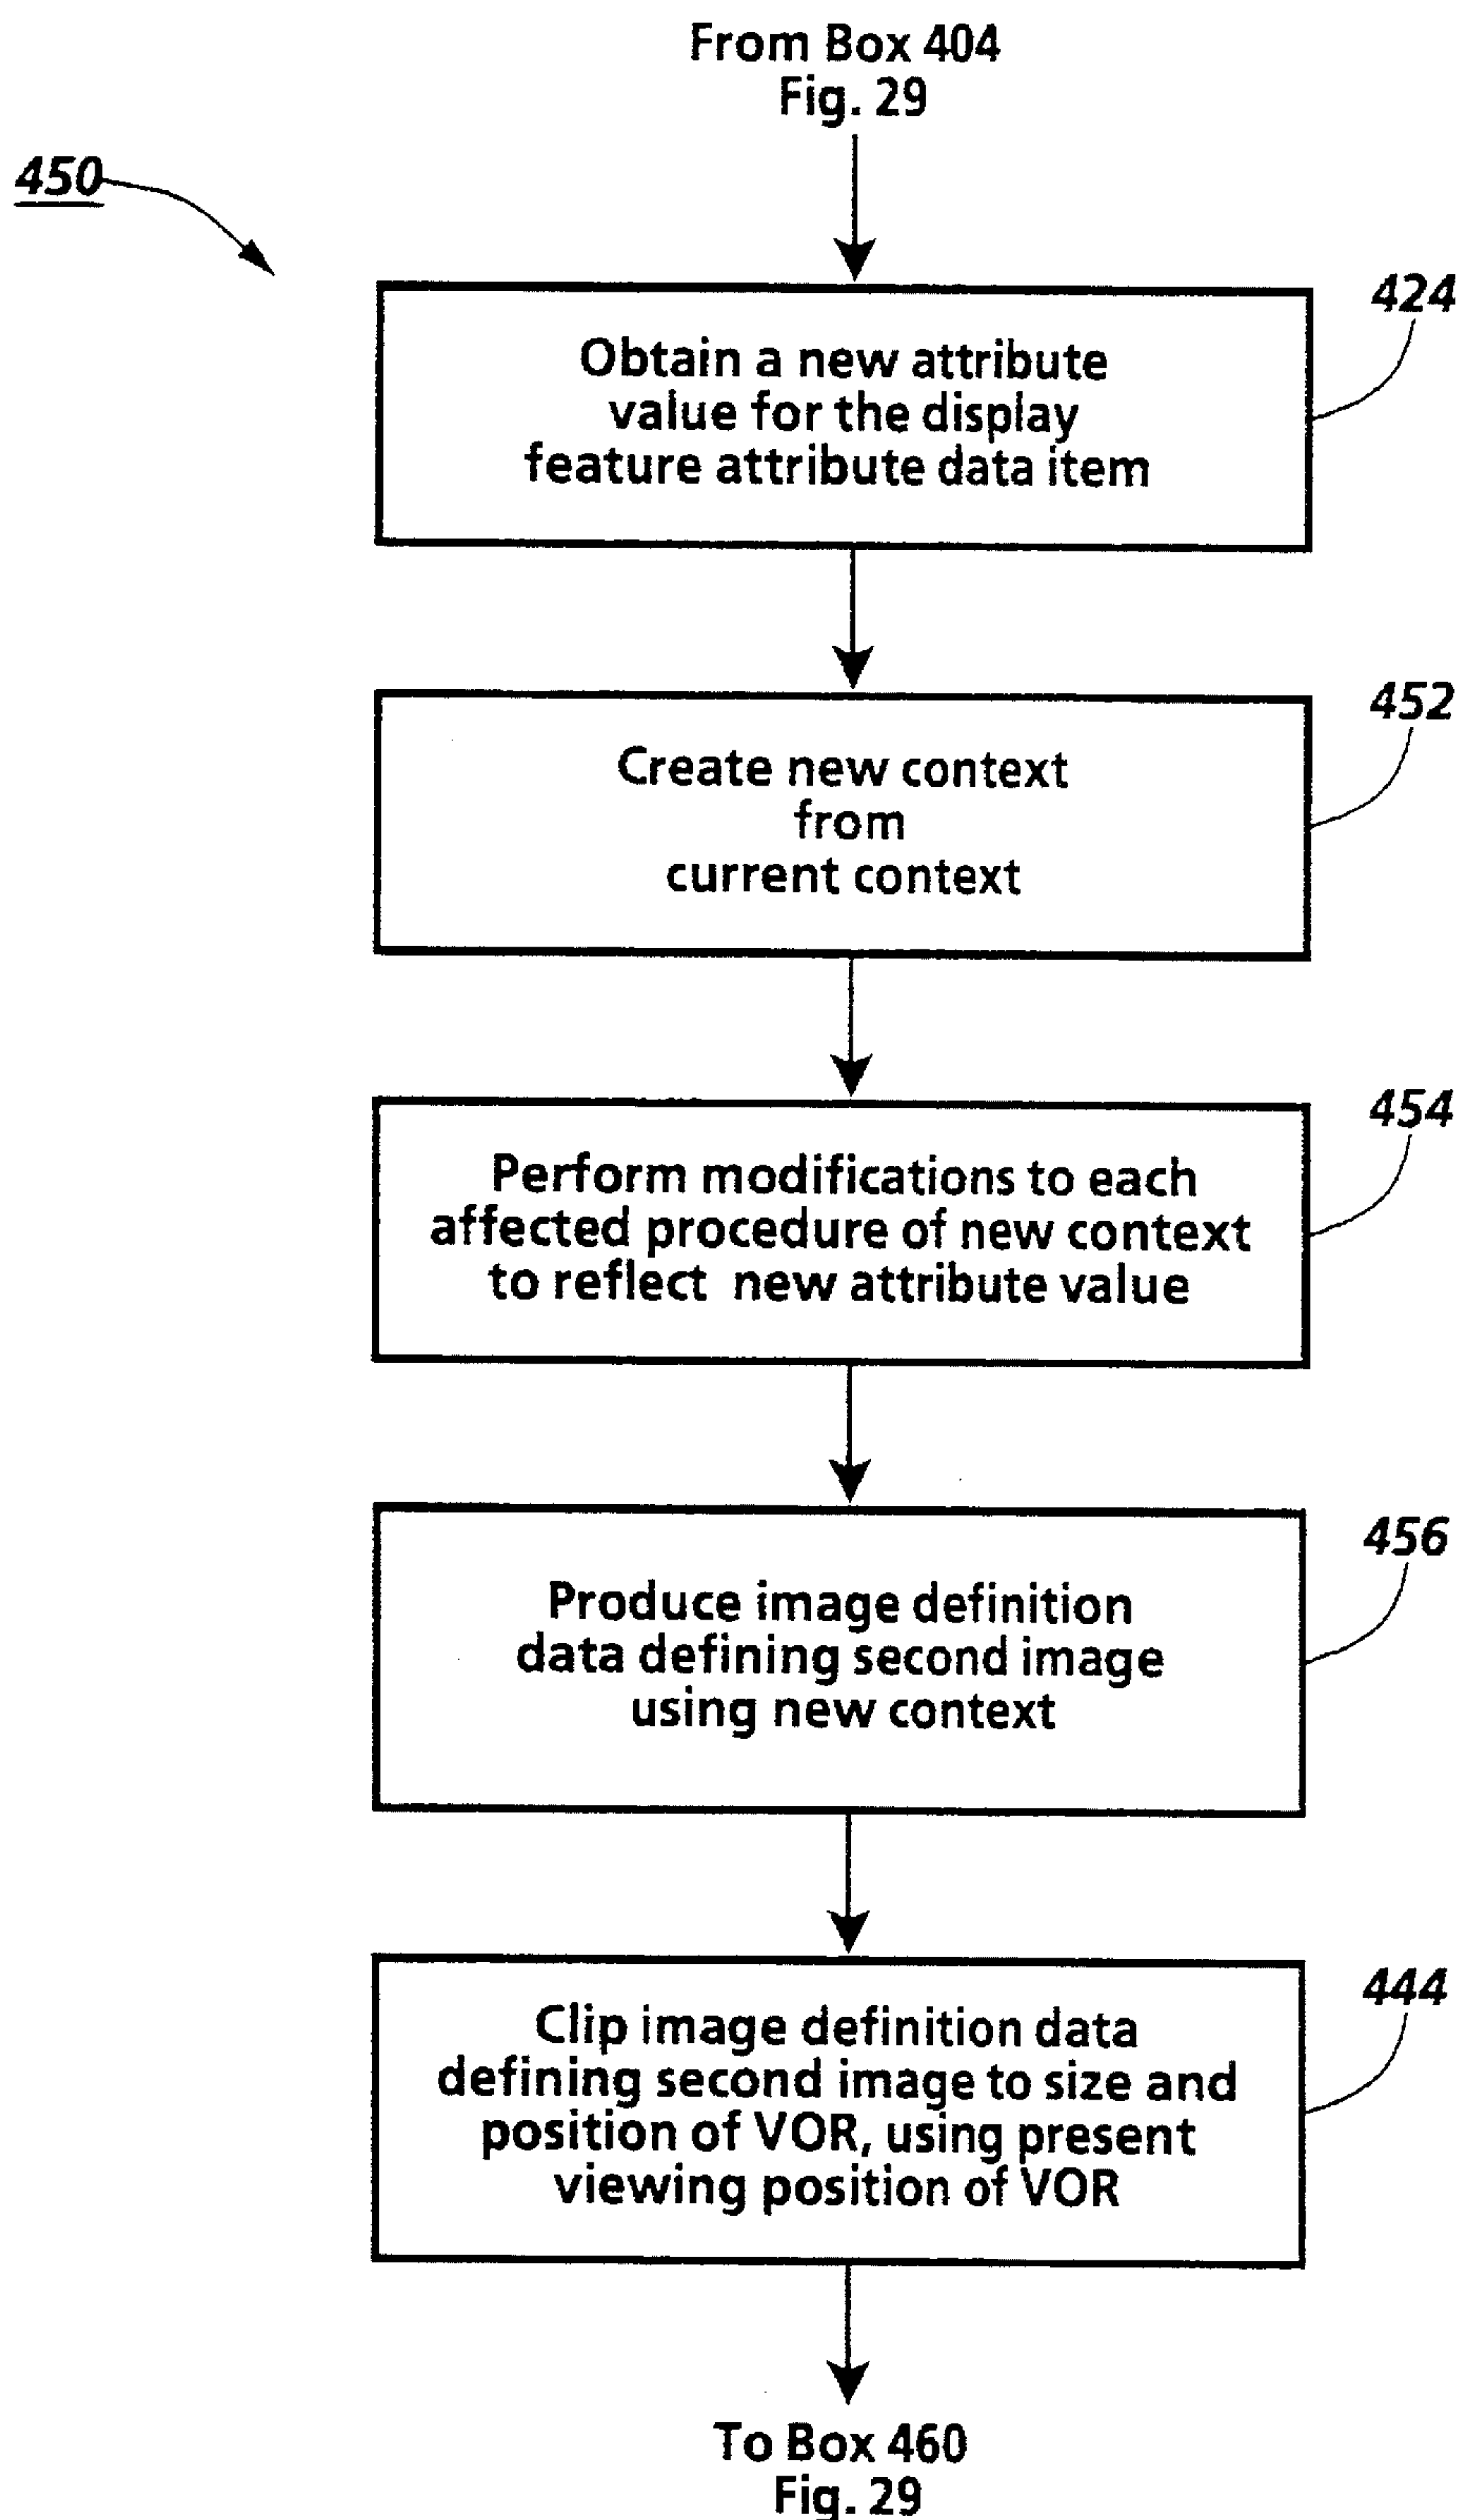 From Box 404
Fig. 29
450
424
Obtain a new attribute
value for the display
feature attribute data item
452
Create new context
from
current context
454
Perform modifications to each
affected procedure of new context
to reflect new attribute value
456
Produce image definition
data defining second image
using new context
444
Clip image definition data
defining second image to size and
position of VOR, using present
viewing position of VOR
To Box 460
Fig. 29